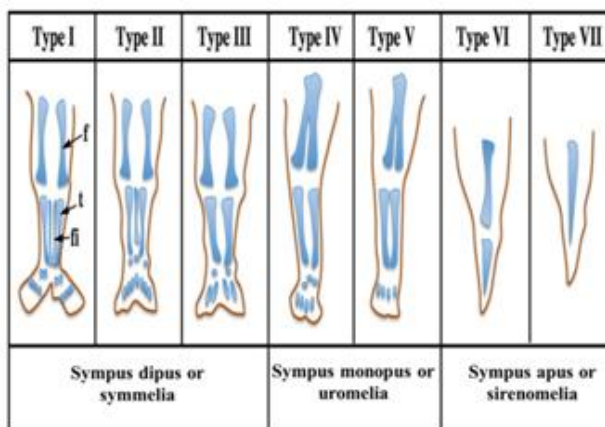 Type I Type II Type III Type IV Type V Type VI Type VII
f
t
fi
Sympus dipus or
symmelia
Sympus monopus or
uromelia
Sympus apus or
sirenomelia